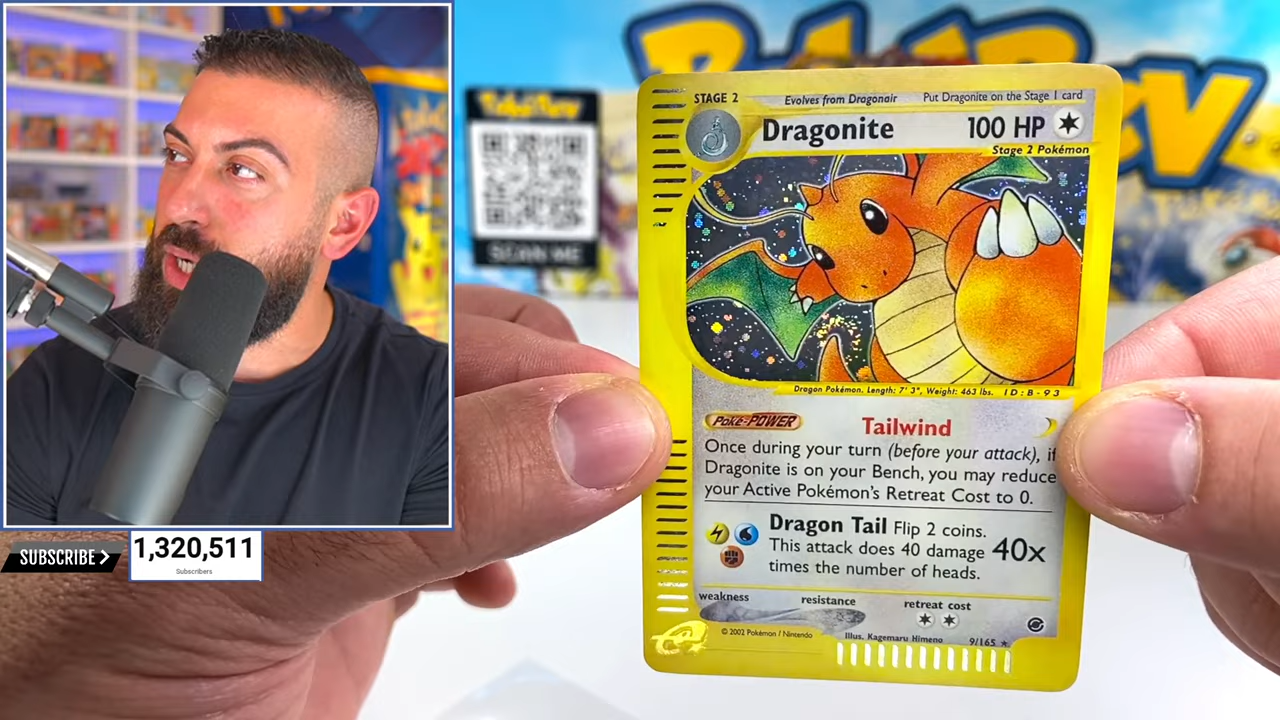 PokéRev
SCAN ME
STAGE 2
Evolves from Dragonair
Put Dragonite on the Stage 1 card
Dragonite
100 HP
Stage 2 Pokémon
Dragon Pokémon. Length: 7' 3", Weight: 463 lbs. ID:B-93
Poké-POWER
Tailwind
Once during your turn (before your attack), if
Dragonite is on your Bench, you may reduce
your Active Pokémon's Retreat Cost to 0.
Dragon Tail Flip 2 coins.
This attack does 40 damage 40x
times the number of heads.
weakness
resistance
retreat cost
© 2002 Pokémon / Nintendo
Illus. Kagemaru Himeno
9/165 ★
e
SUBSCRIBE
1,320,511
Subscribers